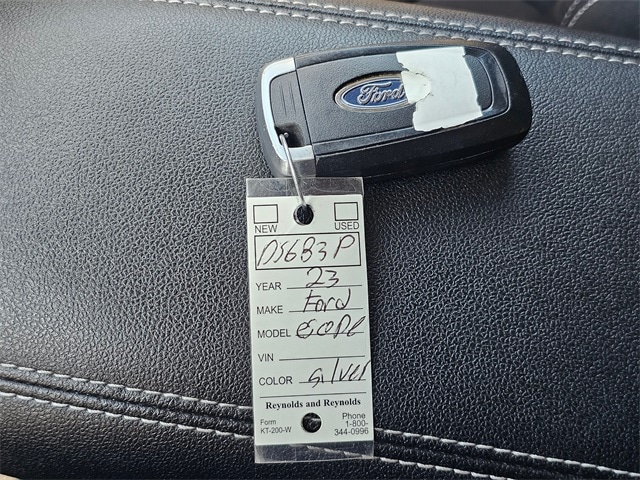 Ford
NEW USED
DS6B3P
YEAR 23
MAKE Ford
MODEL escape
VIN
COLOR silver
Reynolds and Reynolds
Form
KT-200-W
Phone
1-800-
344-0996